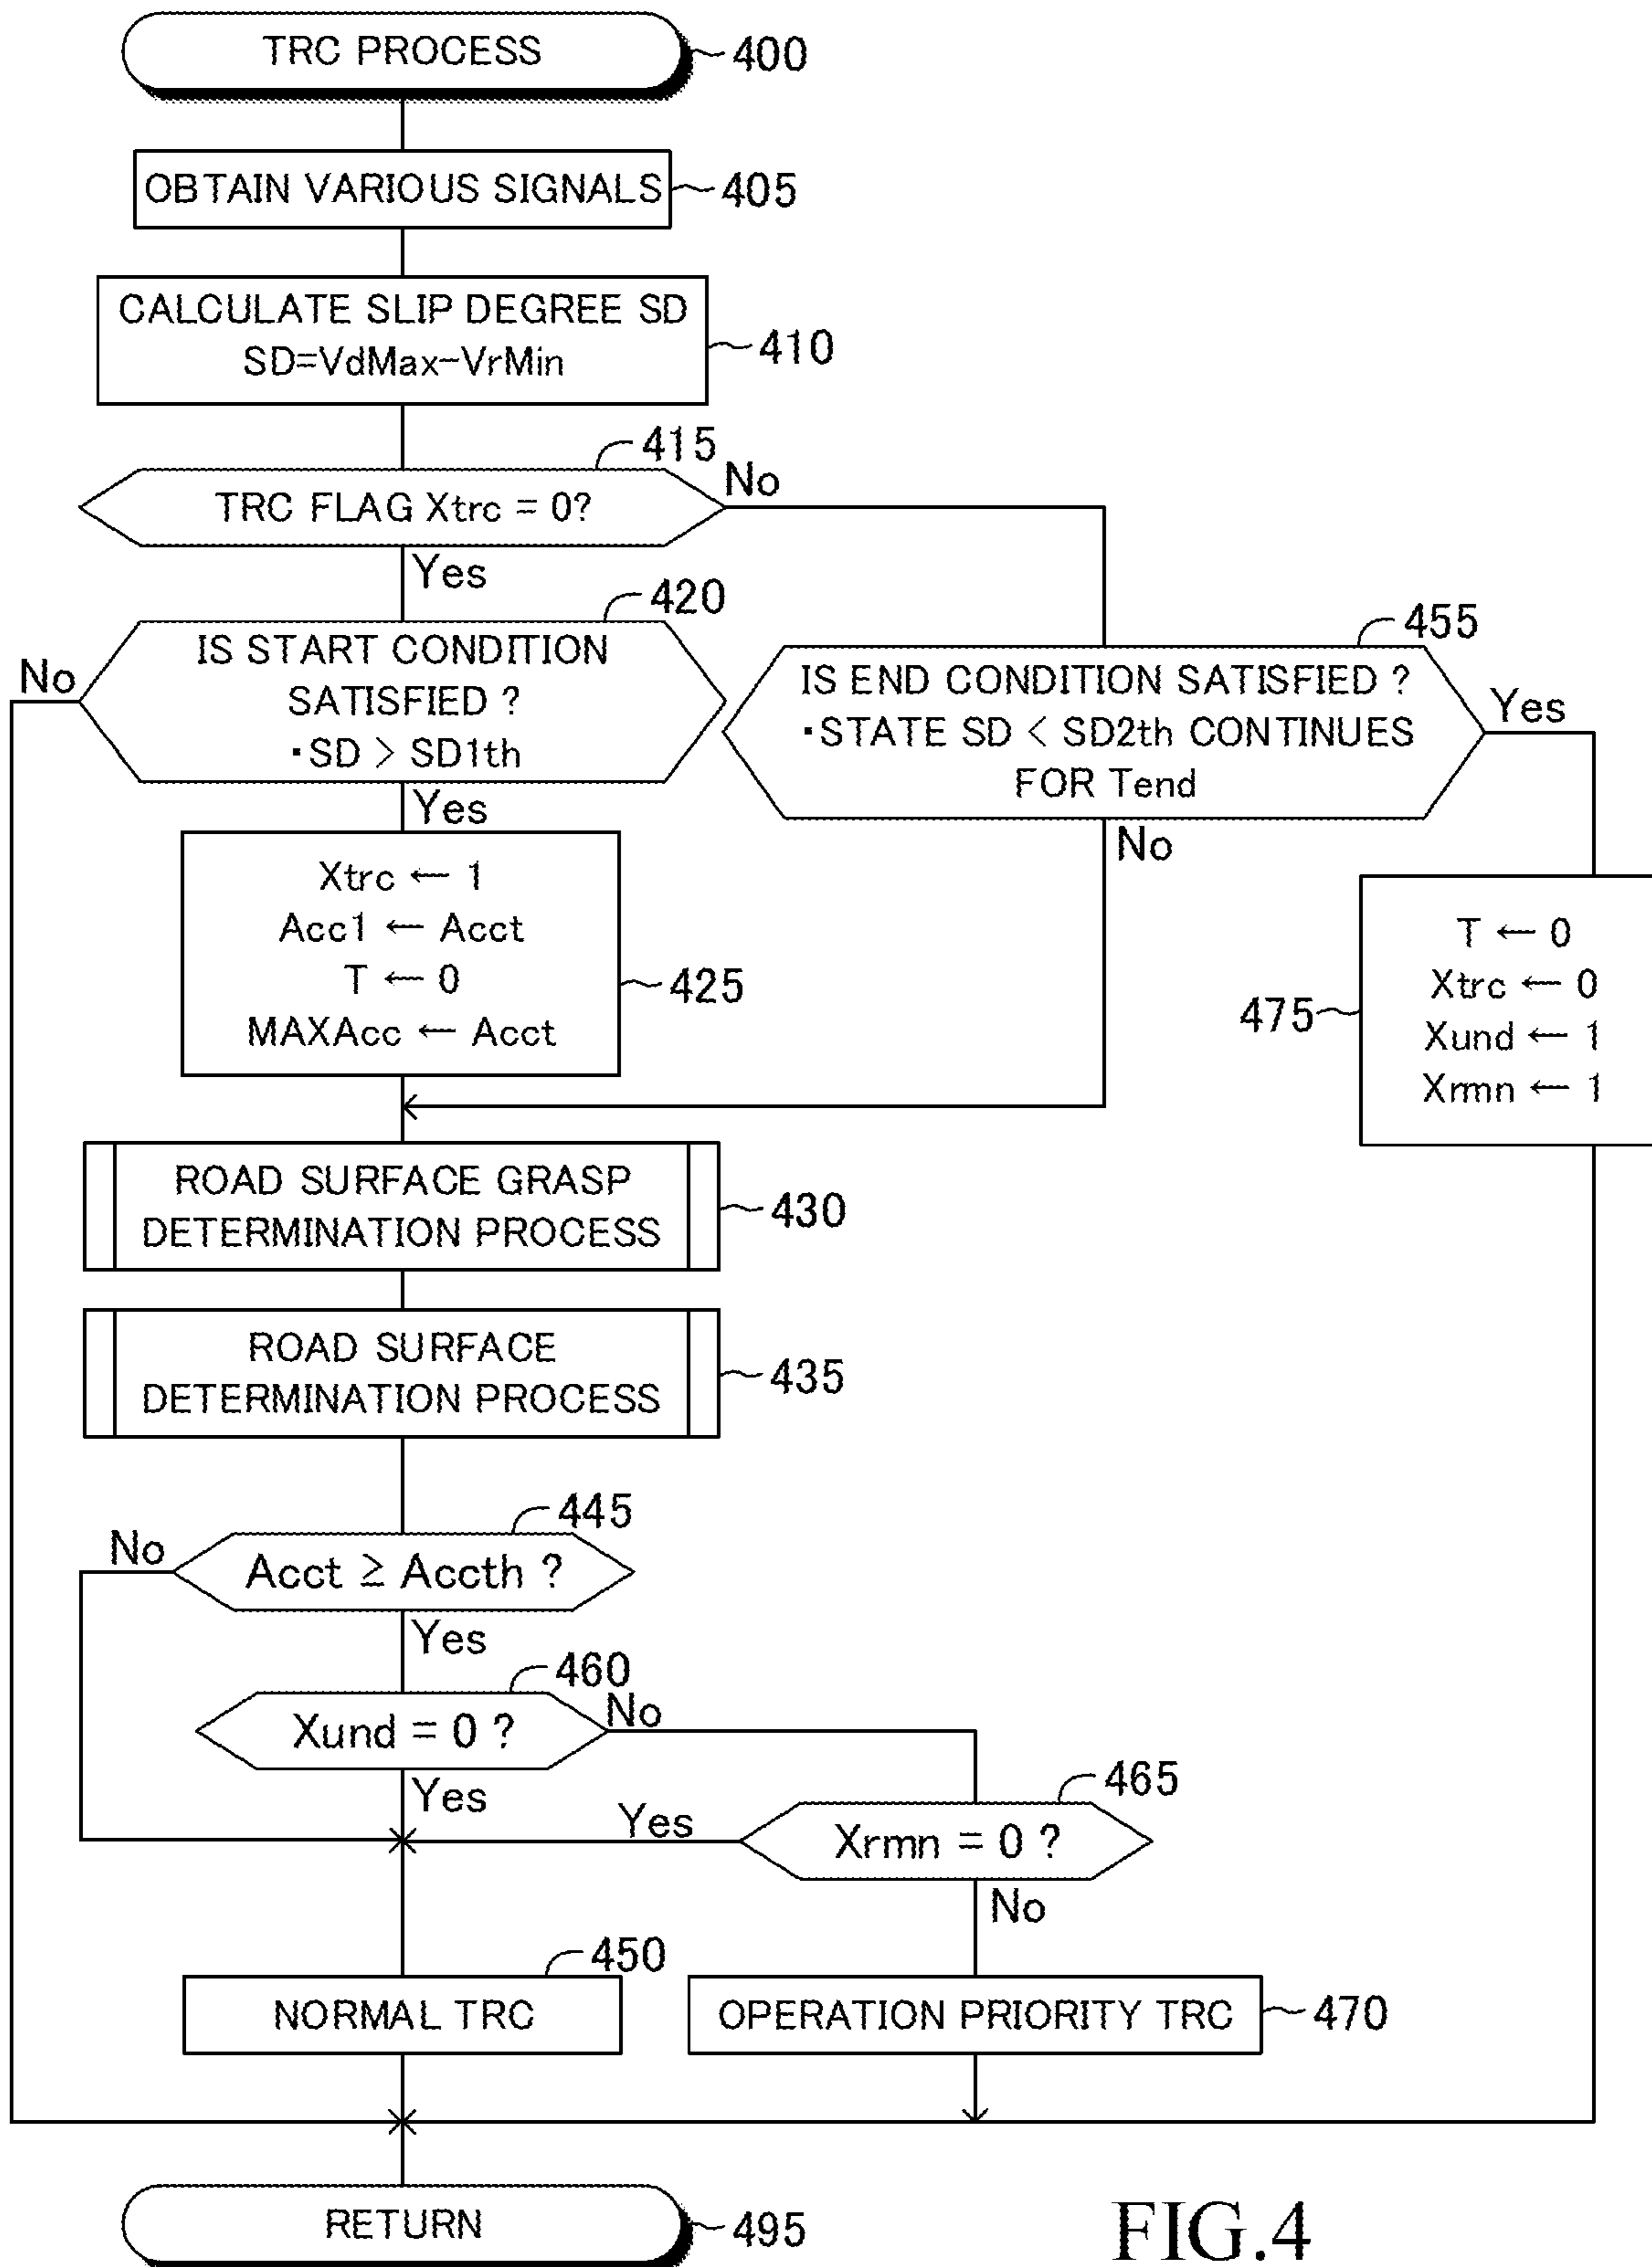 TRC PROCESS
400
OBTAIN VARIOUS SIGNALS
405
CALCULATE SLIP DEGREE SD
SD=VdMax-VrMin
410
415
TRC FLAG Xtrc = 0?
No
Yes
420
IS START CONDITION
SATISFIED ?
・SD > SD1th
No
Yes
455
IS END CONDITION SATISFIED ?
・STATE SD < SD2th CONTINUES
FOR Tend
Yes
No
Xtrc ← 1
Acc1 ← Acct
T ← 0
MAXAcc ← Acct
425
T ← 0
Xtrc ← 0
Xund ← 1
Xrmn ← 1
475
ROAD SURFACE GRASP
DETERMINATION PROCESS
430
ROAD SURFACE
DETERMINATION PROCESS
435
445
No
Acct ≧ Accth ?
Yes
460
Xund = 0 ?
No
Yes
465
Xrmn = 0 ?
Yes
No
450
NORMAL TRC
OPERATION PRIORITY TRC
470
RETURN
495
FIG.4